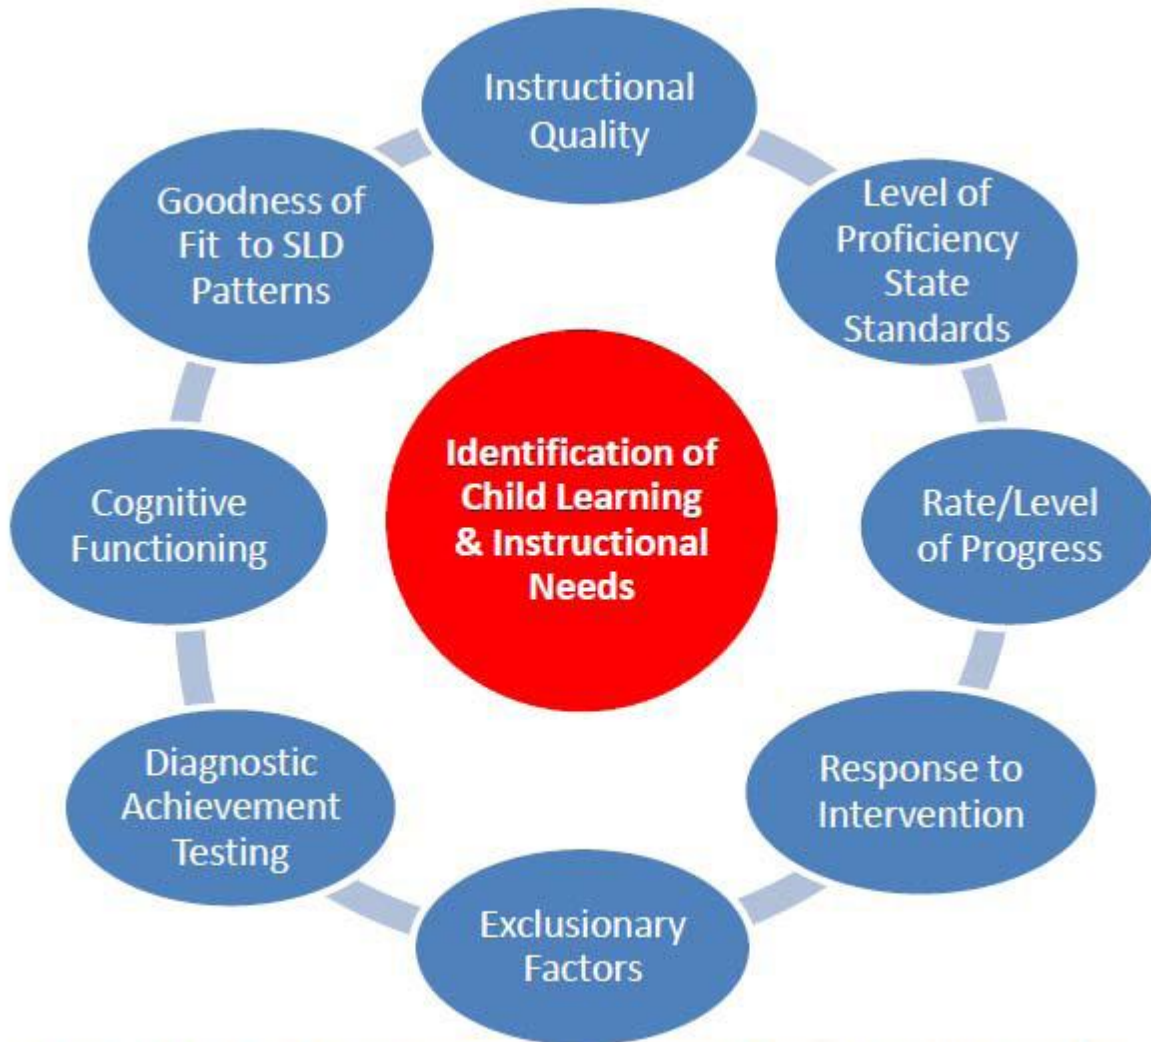 Instructional
Quality
Level of
Proficiency
State
Standards
Rate/Level
of Progress
Response to
Intervention
Exclusionary
Factors
Diagnostic
Achievement
Testing
Cognitive
Functioning
Goodness of
Fit to SLD
Patterns
Identification of
Child Learning
& Instructional
Needs